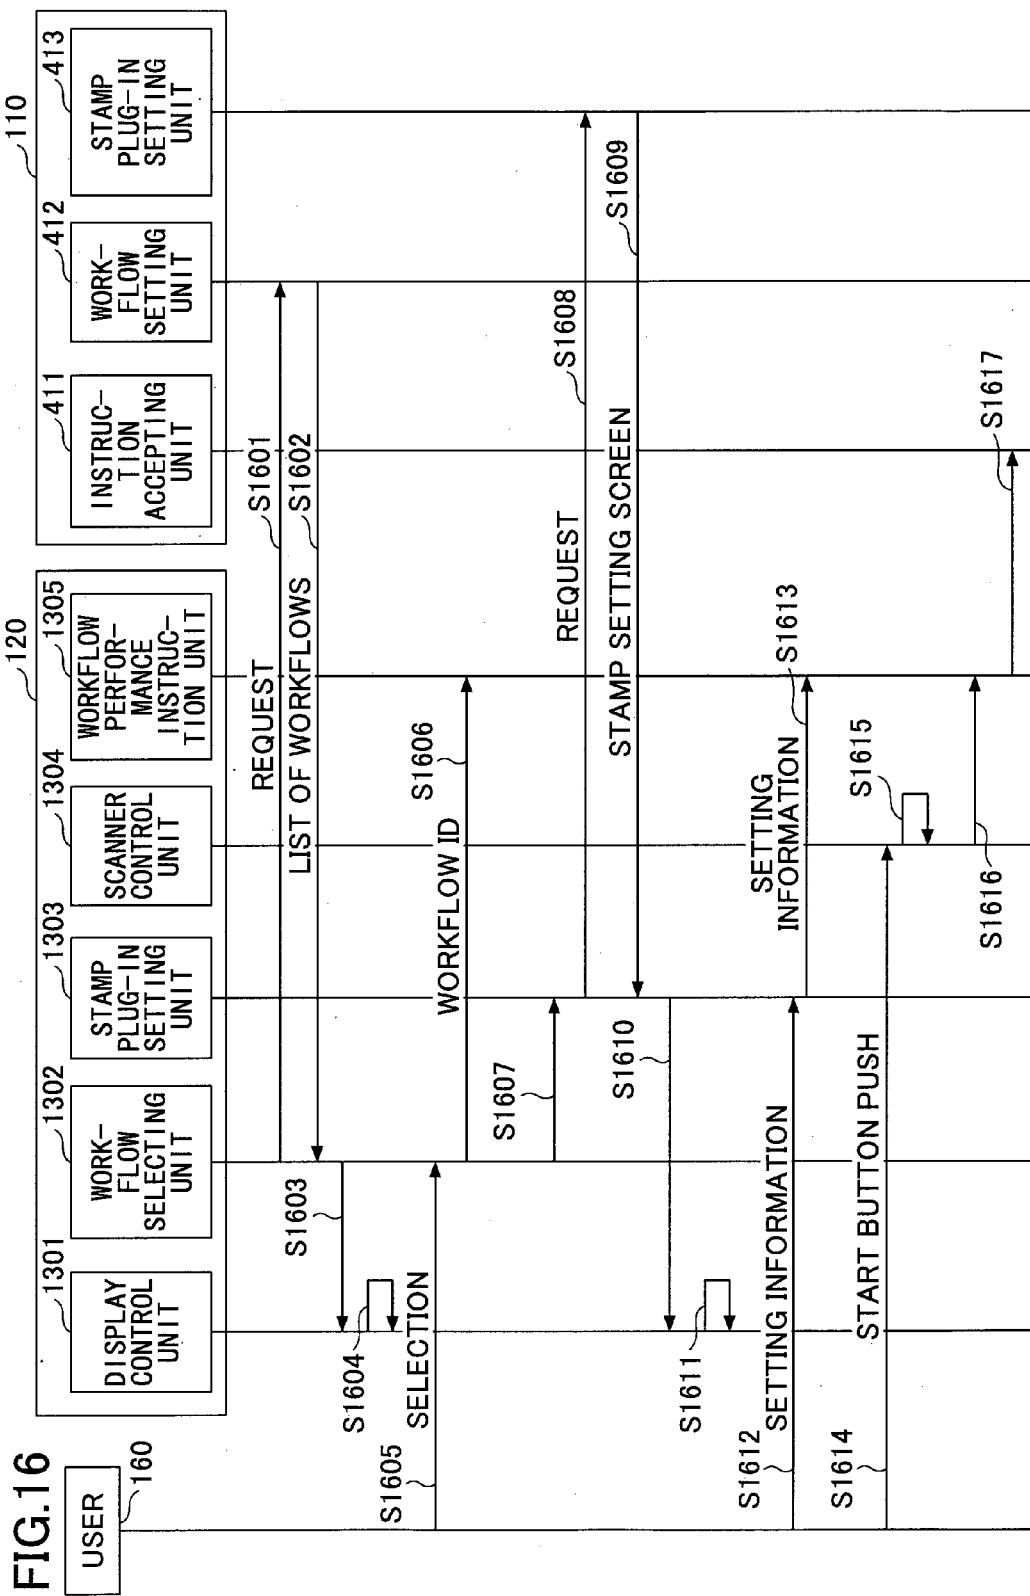 FIG.16
USER
160
120
1301
DISPLAY
CONTROL
UNIT
1302
WORK-
FLOW
SELECTING
UNIT
1303
STAMP
PLUG-IN
SETTING
UNIT
1304
SCANNER
CONTROL
UNIT
1305
WORKFLOW
PERFOR-
MANCE
INSTRUC-
TION UNIT
110
411
INSTRUC-
TION
ACCEPTING
UNIT
412
WORK-
FLOW
SETTING
UNIT
413
STAMP
PLUG-IN
SETTING
UNIT
REQUEST
S1601
LIST OF WORKFLOWS
S1602
S1603
S1604
S1605
SELECTION
WORKFLOW ID
S1606
S1607
REQUEST
S1608
STAMP SETTING SCREEN
S1609
S1610
S1611
S1612
SETTING INFORMATION
SETTING
INFORMATION
S1613
S1614
START BUTTON PUSH
S1615
S1616
S1617